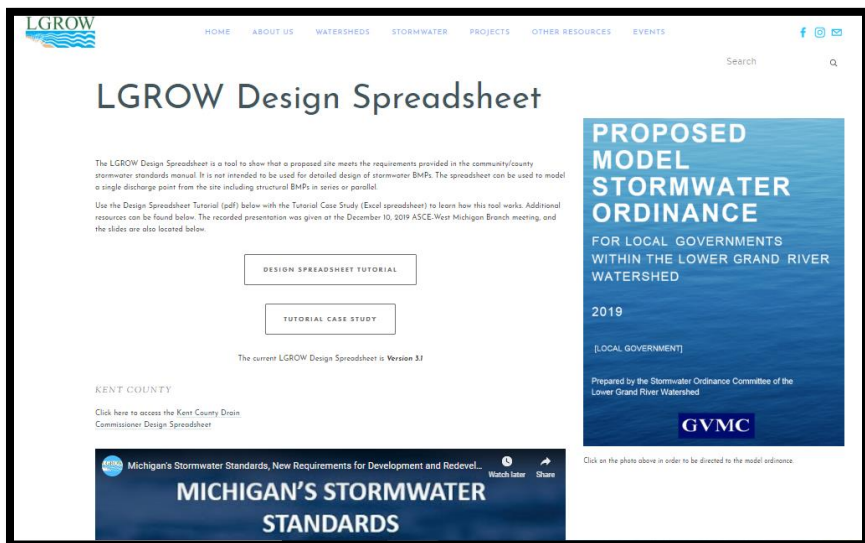 LGROW
HOME ABOUT US WATERSHEDS STORMWATER PROJECTS OTHER RESOURCES EVENTS
Search
LGROW Design Spreadsheet
The LGROW Design Spreadsheet is a tool to show that a proposed site meets the requirements provided in the community/county
stormwater standards manual. It is not intended to be used for detailed design of stormwater BMPs. The spreadsheet can be used to model
a single discharge point from the site including structural BMPs in series or parallel.
Use the Design Spreadsheet Tutorial (pdf) below with the Tutorial Case Study (Excel spreadsheet) to learn how this tool works. Additional
resources can be found below. The recorded presentation was given at the December 10, 2019 ASCE-West Michigan Branch meeting, and
the slides are also located below.
DESIGN SPREADSHEET TUTORIAL
TUTORIAL CASE STUDY
The current LGROW Design Spreadsheet is Version 3.1
KENT COUNTY
Click here to access the Kent County Drain
Commissioner Design Spreadsheet
LGROW
Michigan's Stormwater Standards, New Requirements for Development and Redevel...
Watch later Share
MICHIGAN'S STORMWATER
STANDARDS
PROPOSED
MODEL
STORMWATER
ORDINANCE
FOR LOCAL GOVERNMENTS
WITHIN THE LOWER GRAND RIVER
WATERSHED
2019
[LOCAL GOVERNMENT]
Prepared by the Stormwater Ordinance Committee of the
Lower Grand River Watershed
GVMC
Click on the photo above in order to be directed to the model ordinance.